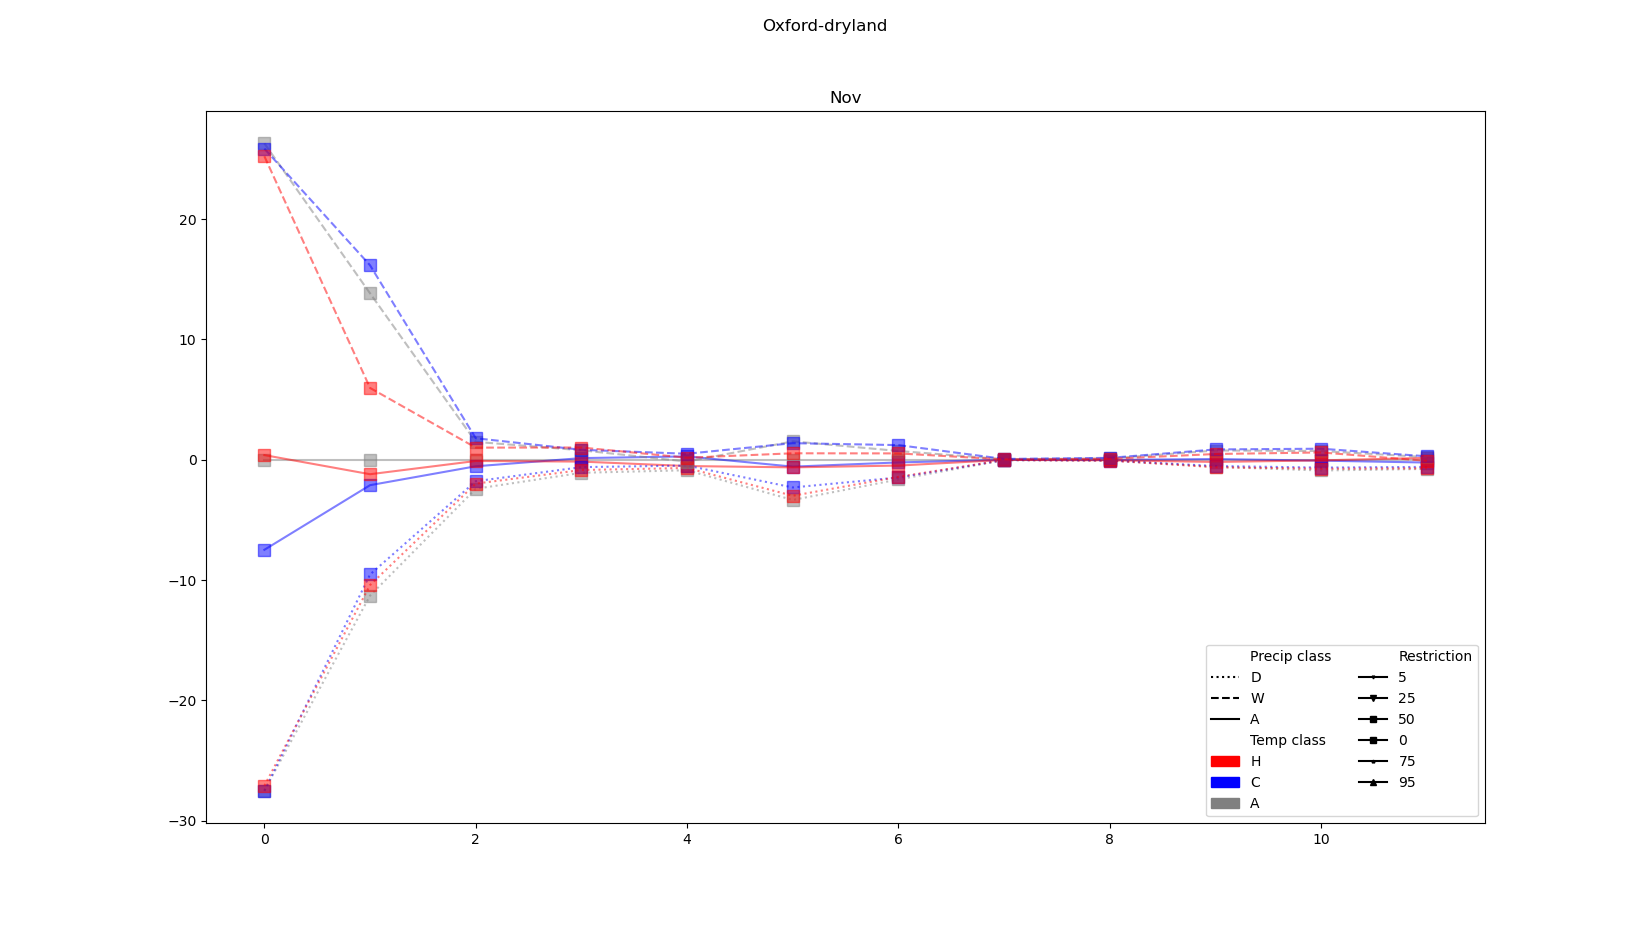 Oxford-dryland
Nov
20
10
0
−10
−20
−30
0 2 4 6 8 10
Precip class
D
W
A
Temp class
H
C
A
Restriction
5
25
50
0
75
95